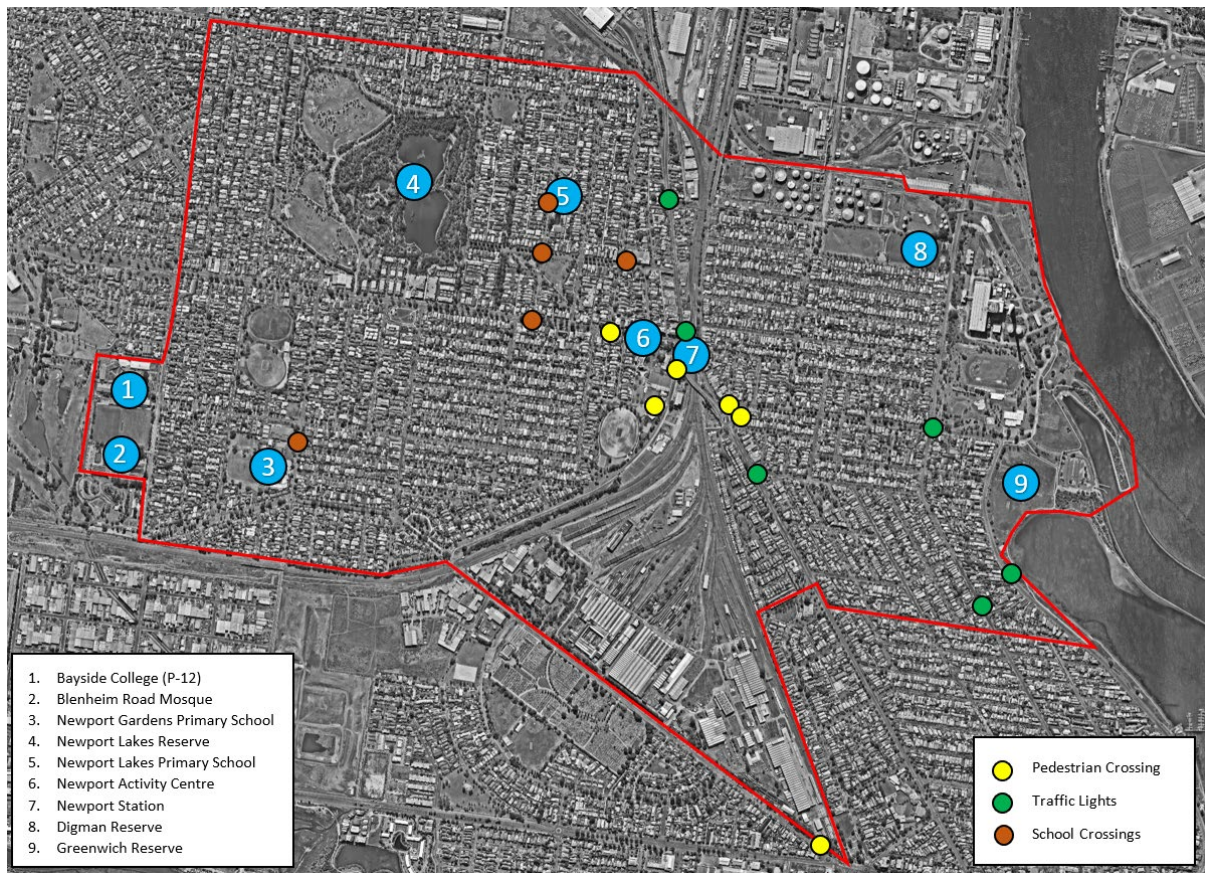 4
5
8
6
7
1
2
3
9
1. Bayside College (P-12)
2. Blenheim Road Mosque
3. Newport Gardens Primary School
4. Newport Lakes Reserve
5. Newport Lakes Primary School
6. Newport Activity Centre
7. Newport Station
8. Digman Reserve
9. Greenwich Reserve
Pedestrian Crossing
Traffic Lights
School Crossings